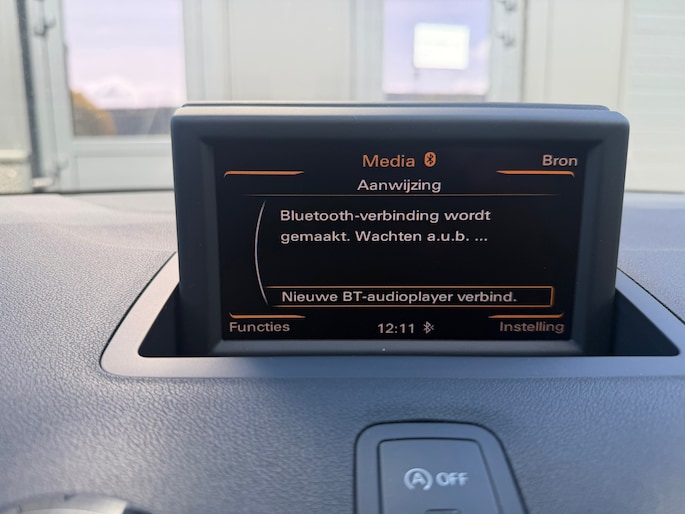 Media
Bron
Aanwijzing
Bluetooth-verbinding wordt
gemaakt. Wachten a.u.b. ...
Nieuwe BT-audioplayer verbind.
Functies
12:11
Instelling
A OFF